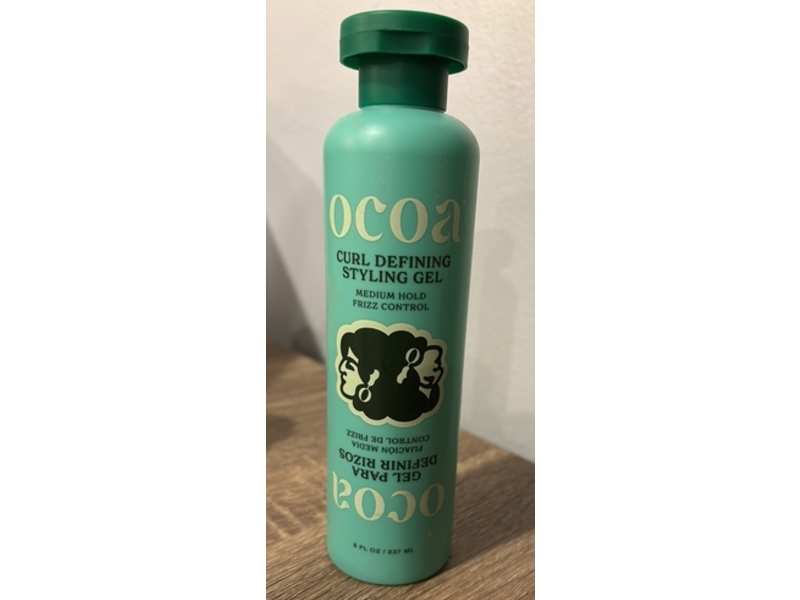 OCOA
CURL DEFINING
STYLING GEL
MEDIUM HOLD
FRIZZ CONTROL
OCOA
GEL PARA
DEFINIR RIZOS
FIJACIÓN MEDIA
CONTROL DE FRIZZ
8 FL OZ / 237 ML